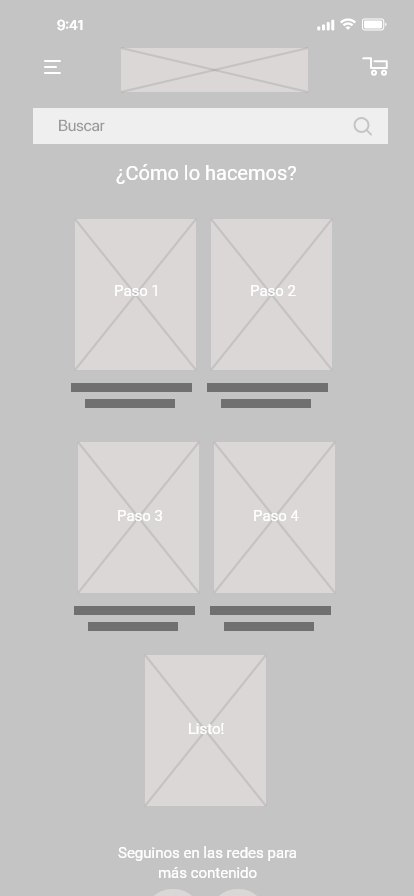 9:41
Buscar
¿Cómo lo hacemos?
Paso 1
Paso 2
Paso 3
Paso 4
Listo!
Seguinos en las redes para
más contenido